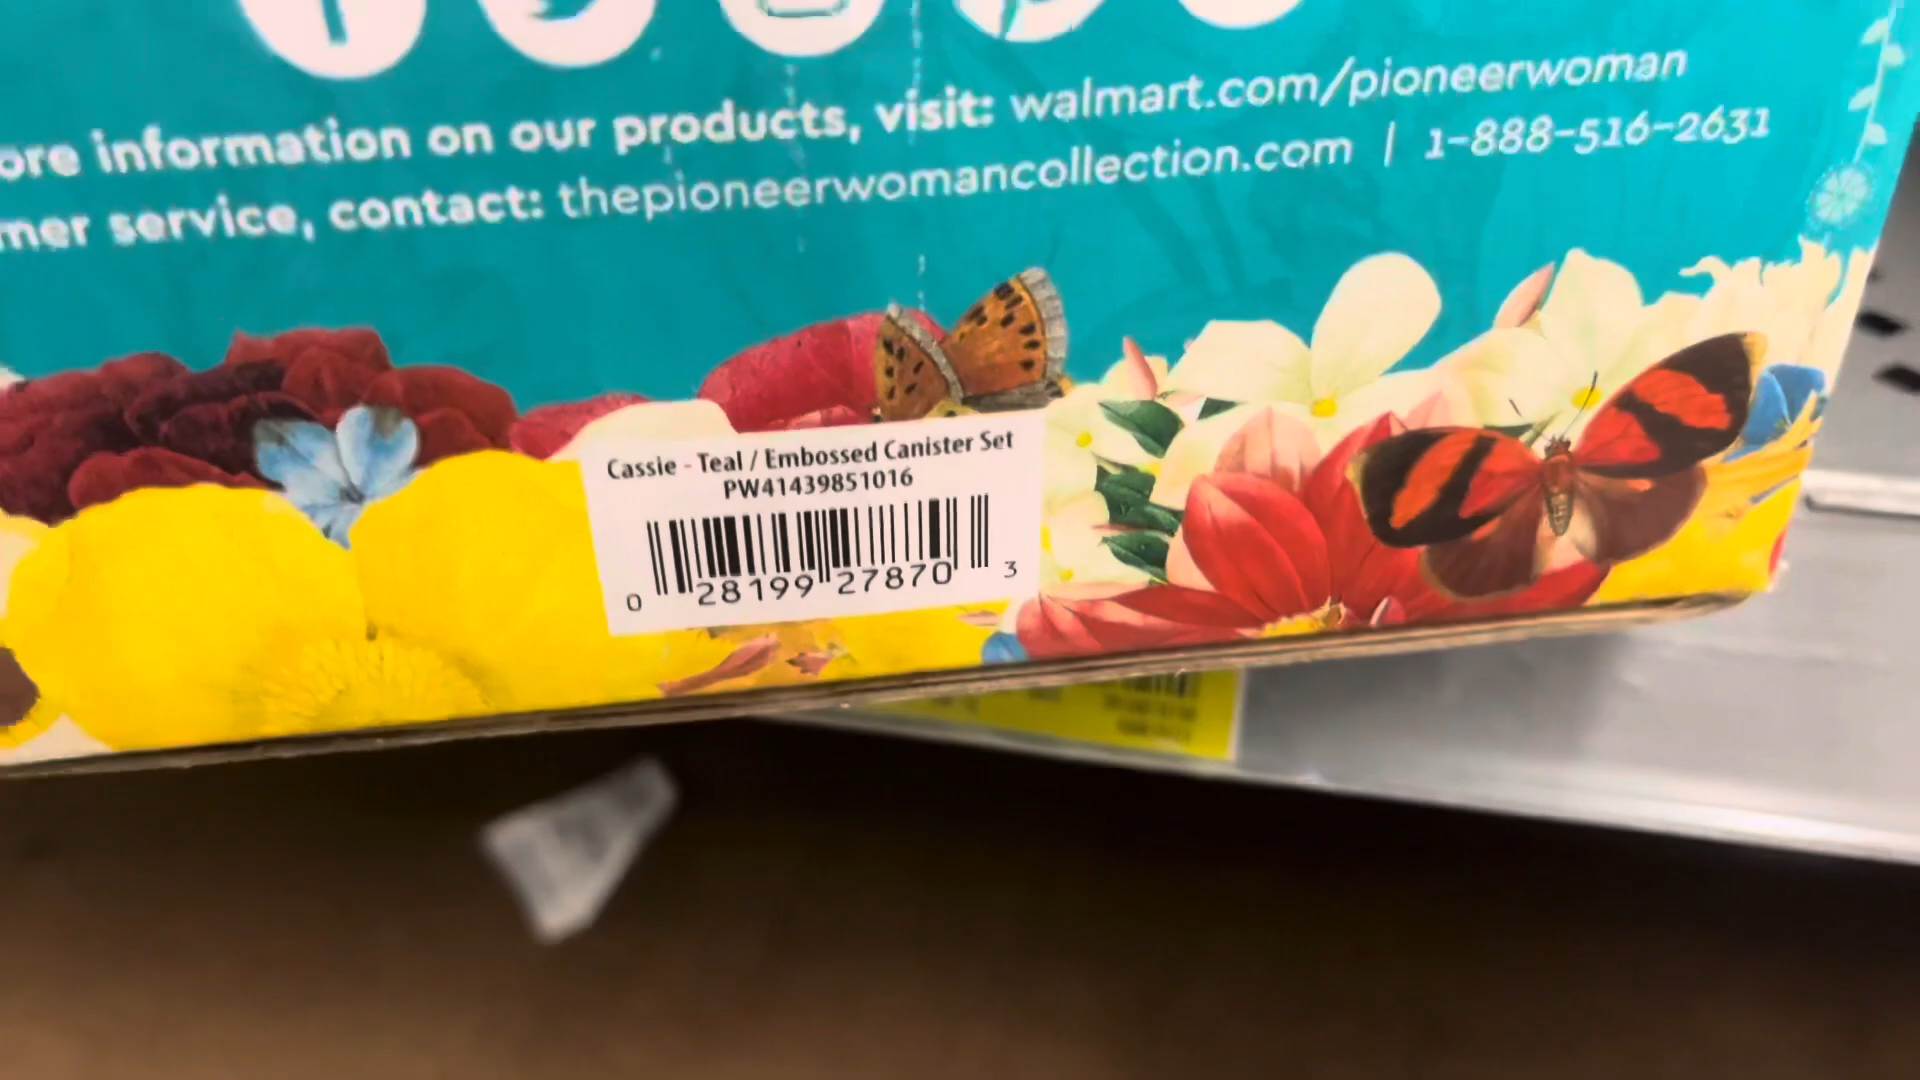 ore information on our products, visit: walmart.com/pioneerwoman
mer service, contact: thepioneerwomancollection.com | 1-888-516-2631
Cassie - Teal / Embossed Canister Set
PW41439851016
0 28199 27870 3